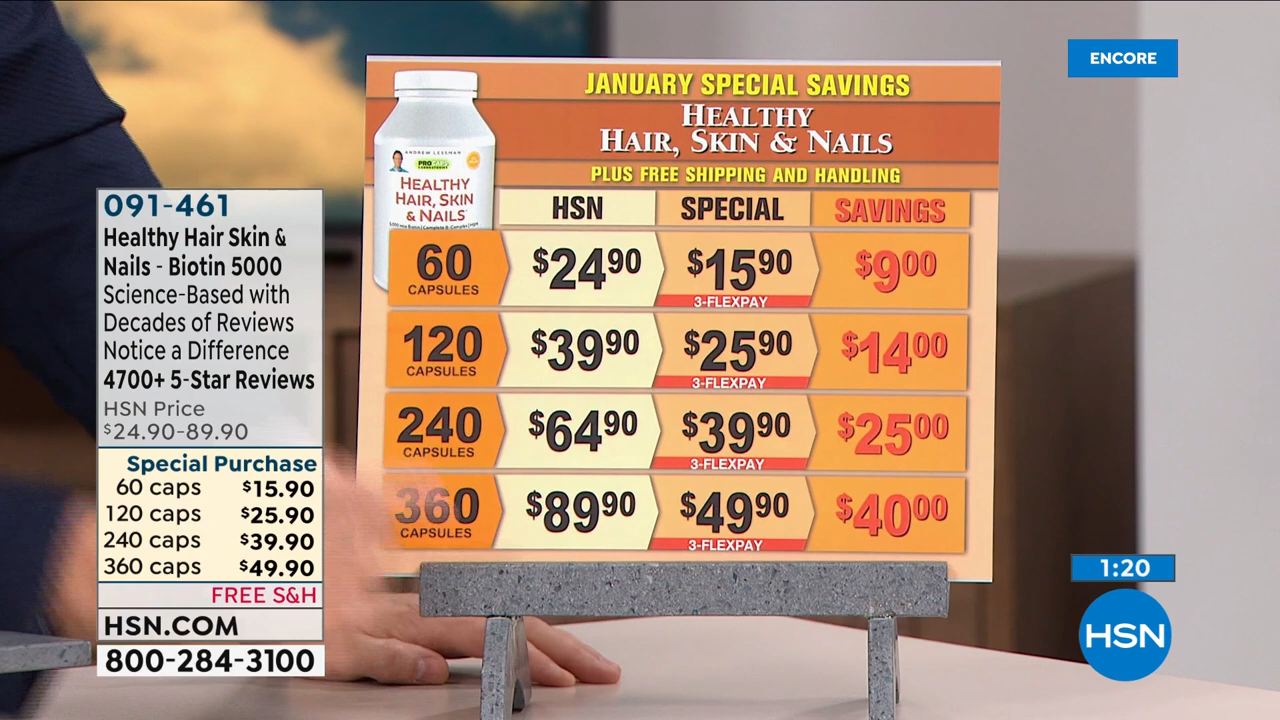 ENCORE
JANUARY SPECIAL SAVINGS
HEALTHY
HAIR, SKIN & NAILS
PLUS FREE SHIPPING AND HANDLING
ANDREW LESSMAN
PROCAPS
LABORATORIES
HEALTHY
HAIR, SKIN
& NAILS
HSN SPECIAL SAVINGS
60 CAPSULES $24.90 $15.90 3-FLEXPAY $9.00
120 CAPSULES $39.90 $25.90 3-FLEXPAY $14.00
240 CAPSULES $64.90 $39.90 3-FLEXPAY $25.00
360 CAPSULES $89.90 $49.90 3-FLEXPAY $40.00
091-461
Healthy Hair Skin &
Nails - Biotin 5000
Science-Based with
Decades of Reviews
Notice a Difference
4700+ 5-Star Reviews
HSN Price
$24.90-89.90
Special Purchase
60 caps $15.90
120 caps $25.90
240 caps $39.90
360 caps $49.90
FREE S&H
HSN.COM
800-284-3100
1:20
HSN